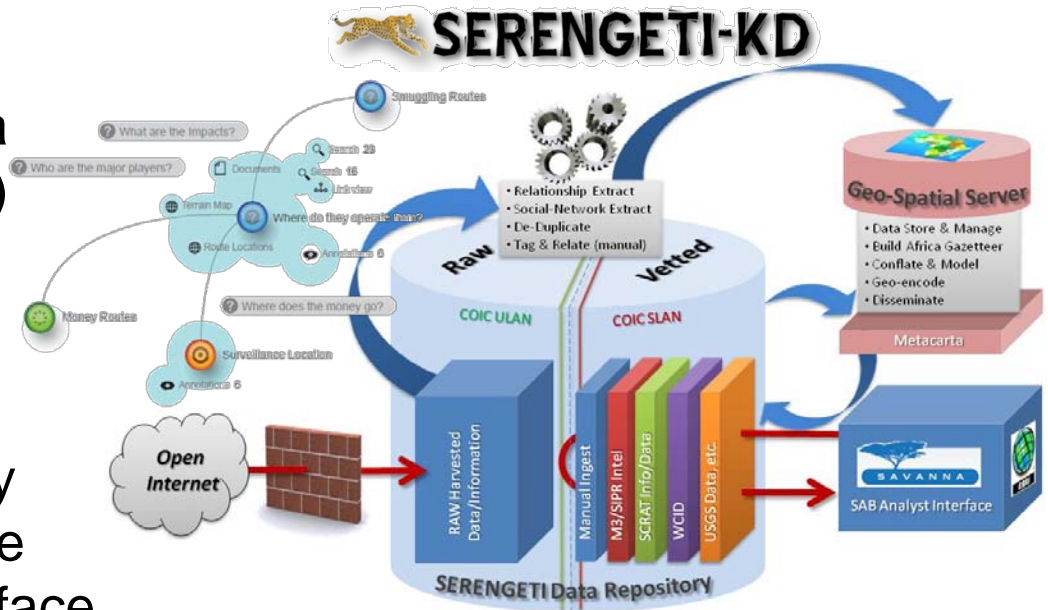 SERENGETI-KD
a
)
y
e
face
Smuggling Routes
What are the Impacts?
Who are the major players?
Documents
Search 23
Search 16
Linkview
Terrain Map
Where do they operate from?
Route Locations
Annotations 6
Where does the money go?
Money Routes
Surveillance Location
Annotations 6
• Relationship Extract
• Social-Network Extract
• De-Duplicate
• Tag & Relate (manual)
Raw
Vetted
COIC ULAN
COIC SLAN
Geo-Spatial Server
• Data Store & Manage
• Build Africa Gazetteer
• Conflate & Model
• Geo-encode
• Disseminate
Metacarta
Open
Internet
RAW Harvested
Data/Information
Manual Ingest
M3/SIPR Intel
SCRAT Info/Data
WCID
USGS Data, etc.
SAVANNA
SAB Analyst Interface
SERENGETI Data Repository